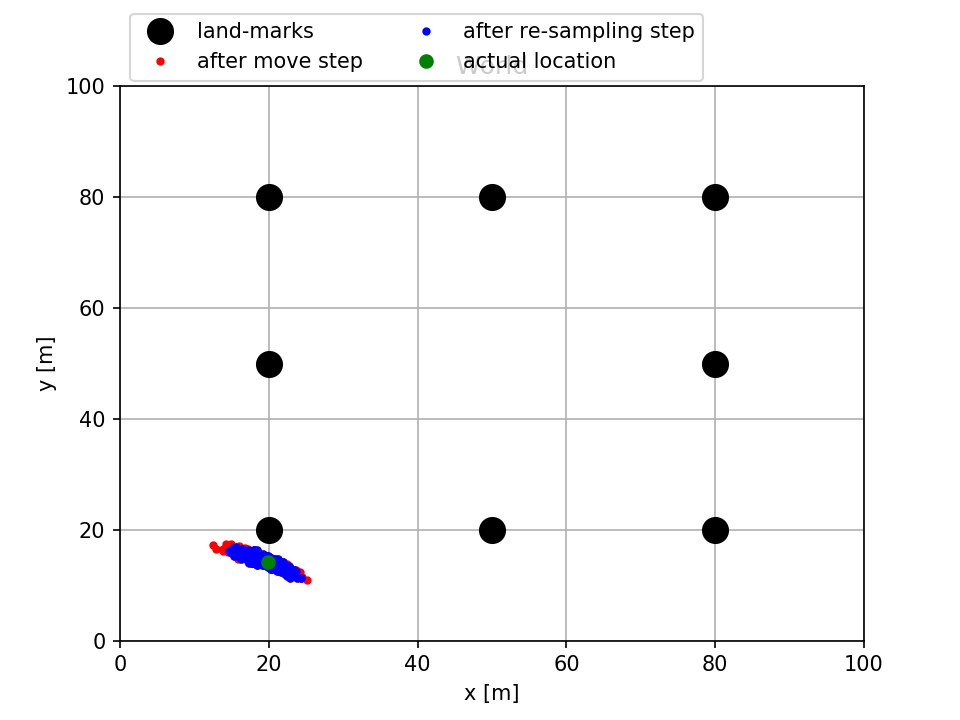 land-marks
after move step
after re-sampling step
actual location
World
100
80
60
40
20
0
y [m]
0 20 40 60 80 100
x [m]